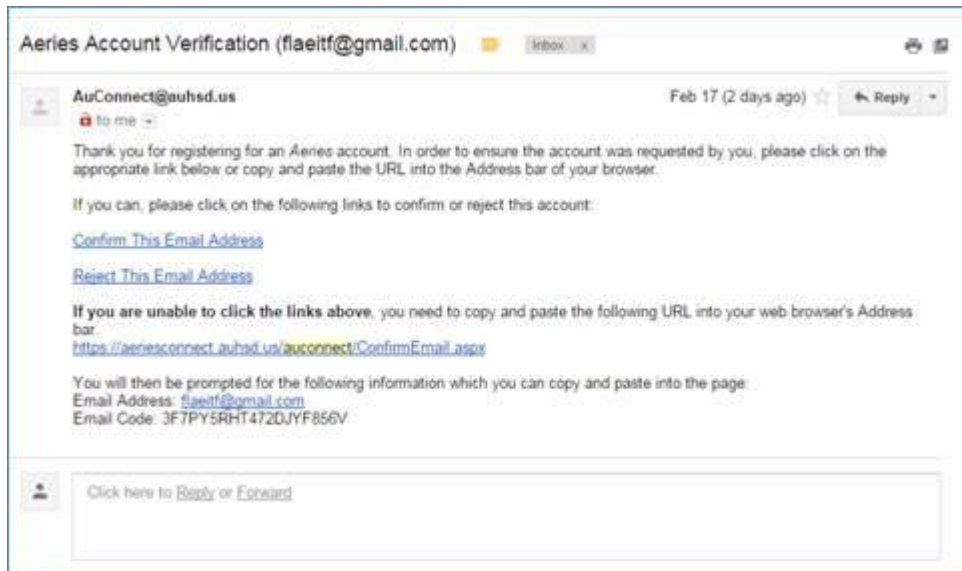 Aeries Account Verification (flaeitf@gmail.com) Inbox x
AuConnect@auhsd.us Feb 17 (2 days ago) Reply
to me
Thank you for registering for an Aeries account. In order to ensure the account was requested by you, please click on the
appropriate link below or copy and paste the URL into the Address bar of your browser.
If you can, please click on the following links to confirm or reject this account:
Confirm This Email Address
Reject This Email Address
If you are unable to click the links above, you need to copy and paste the following URL into your web browser's Address
bar.
https://aeriesconnect.auhsd.us/auconnect/ConfirmEmail.aspx
You will then be prompted for the following information which you can copy and paste into the page:
Email Address: flaeitf@gmail.com
Email Code: 3F7PY5RHT472DJYF856V
Click here to Reply or Forward